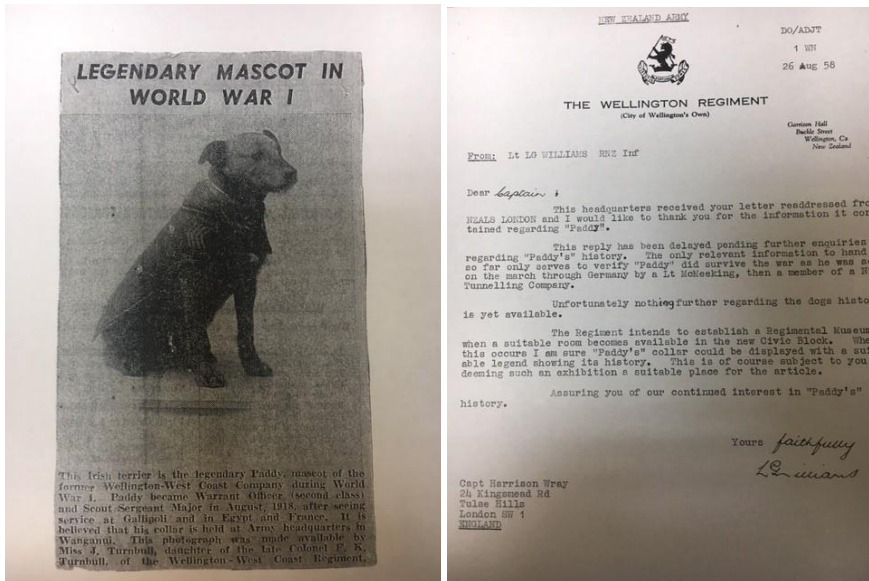 LEGENDARY MASCOT IN
WORLD WAR I
This Irish terrier is the legendary Paddy, mascot of the
former Wellington-West Coast Company during World
War I. Paddy became Warrant Officer (second class)
and Scout Sergeant Major in August, 1918, after seeing
service at Gallipoli and in Egypt and France. It is
believed that his collar is held at Army headquarters in
Wanganui. This photograph was made available by
Miss J. Turnbull, daughter of the late Colonel F. K.
Turnbull, of the Wellington-West Coast Regiment.
NEW ZEALAND ARMY
DO/ADJT
1 WN
26 Aug 58
THE WELLINGTON REGIMENT
(City of Wellington's Own)
Garrison Hall
Buckle Street
Wellington, C2
New Zealand
From: Lt LG WILLIAMS RNZ Inf
Dear Captain,
This headquarters received your letter readdressed fro
NEALS LONDON and I would like to thank you for the information it con
tained regarding "Paddy".
This reply has been delayed pending further enquiries
regarding "Paddy's" history. The only relevant information to hand
so far only serves to verify "Paddy" did survive the war as he was se
on the march through Germany by a Lt McMeeking, then a member of a N
Tunnelling Company.
Unfortunately nothing further regarding the dogs histo
is yet available.
The Regiment intends to establish a Regimental Museum
when a suitable room becomes available in the new Civic Block. Whe
this occurs I am sure "Paddy's" collar could be displayed with a sui
able legend showing its history. This is of course subject to you
deeming such an exhibition a suitable place for the article.
Assuring you of our continued interest in "Paddy's"
history.
Yours faithfully
LGWilliams
Capt Harrison Wray
24 Kingsmead Rd
Tulse Hills
London SW 1
ENGLAND